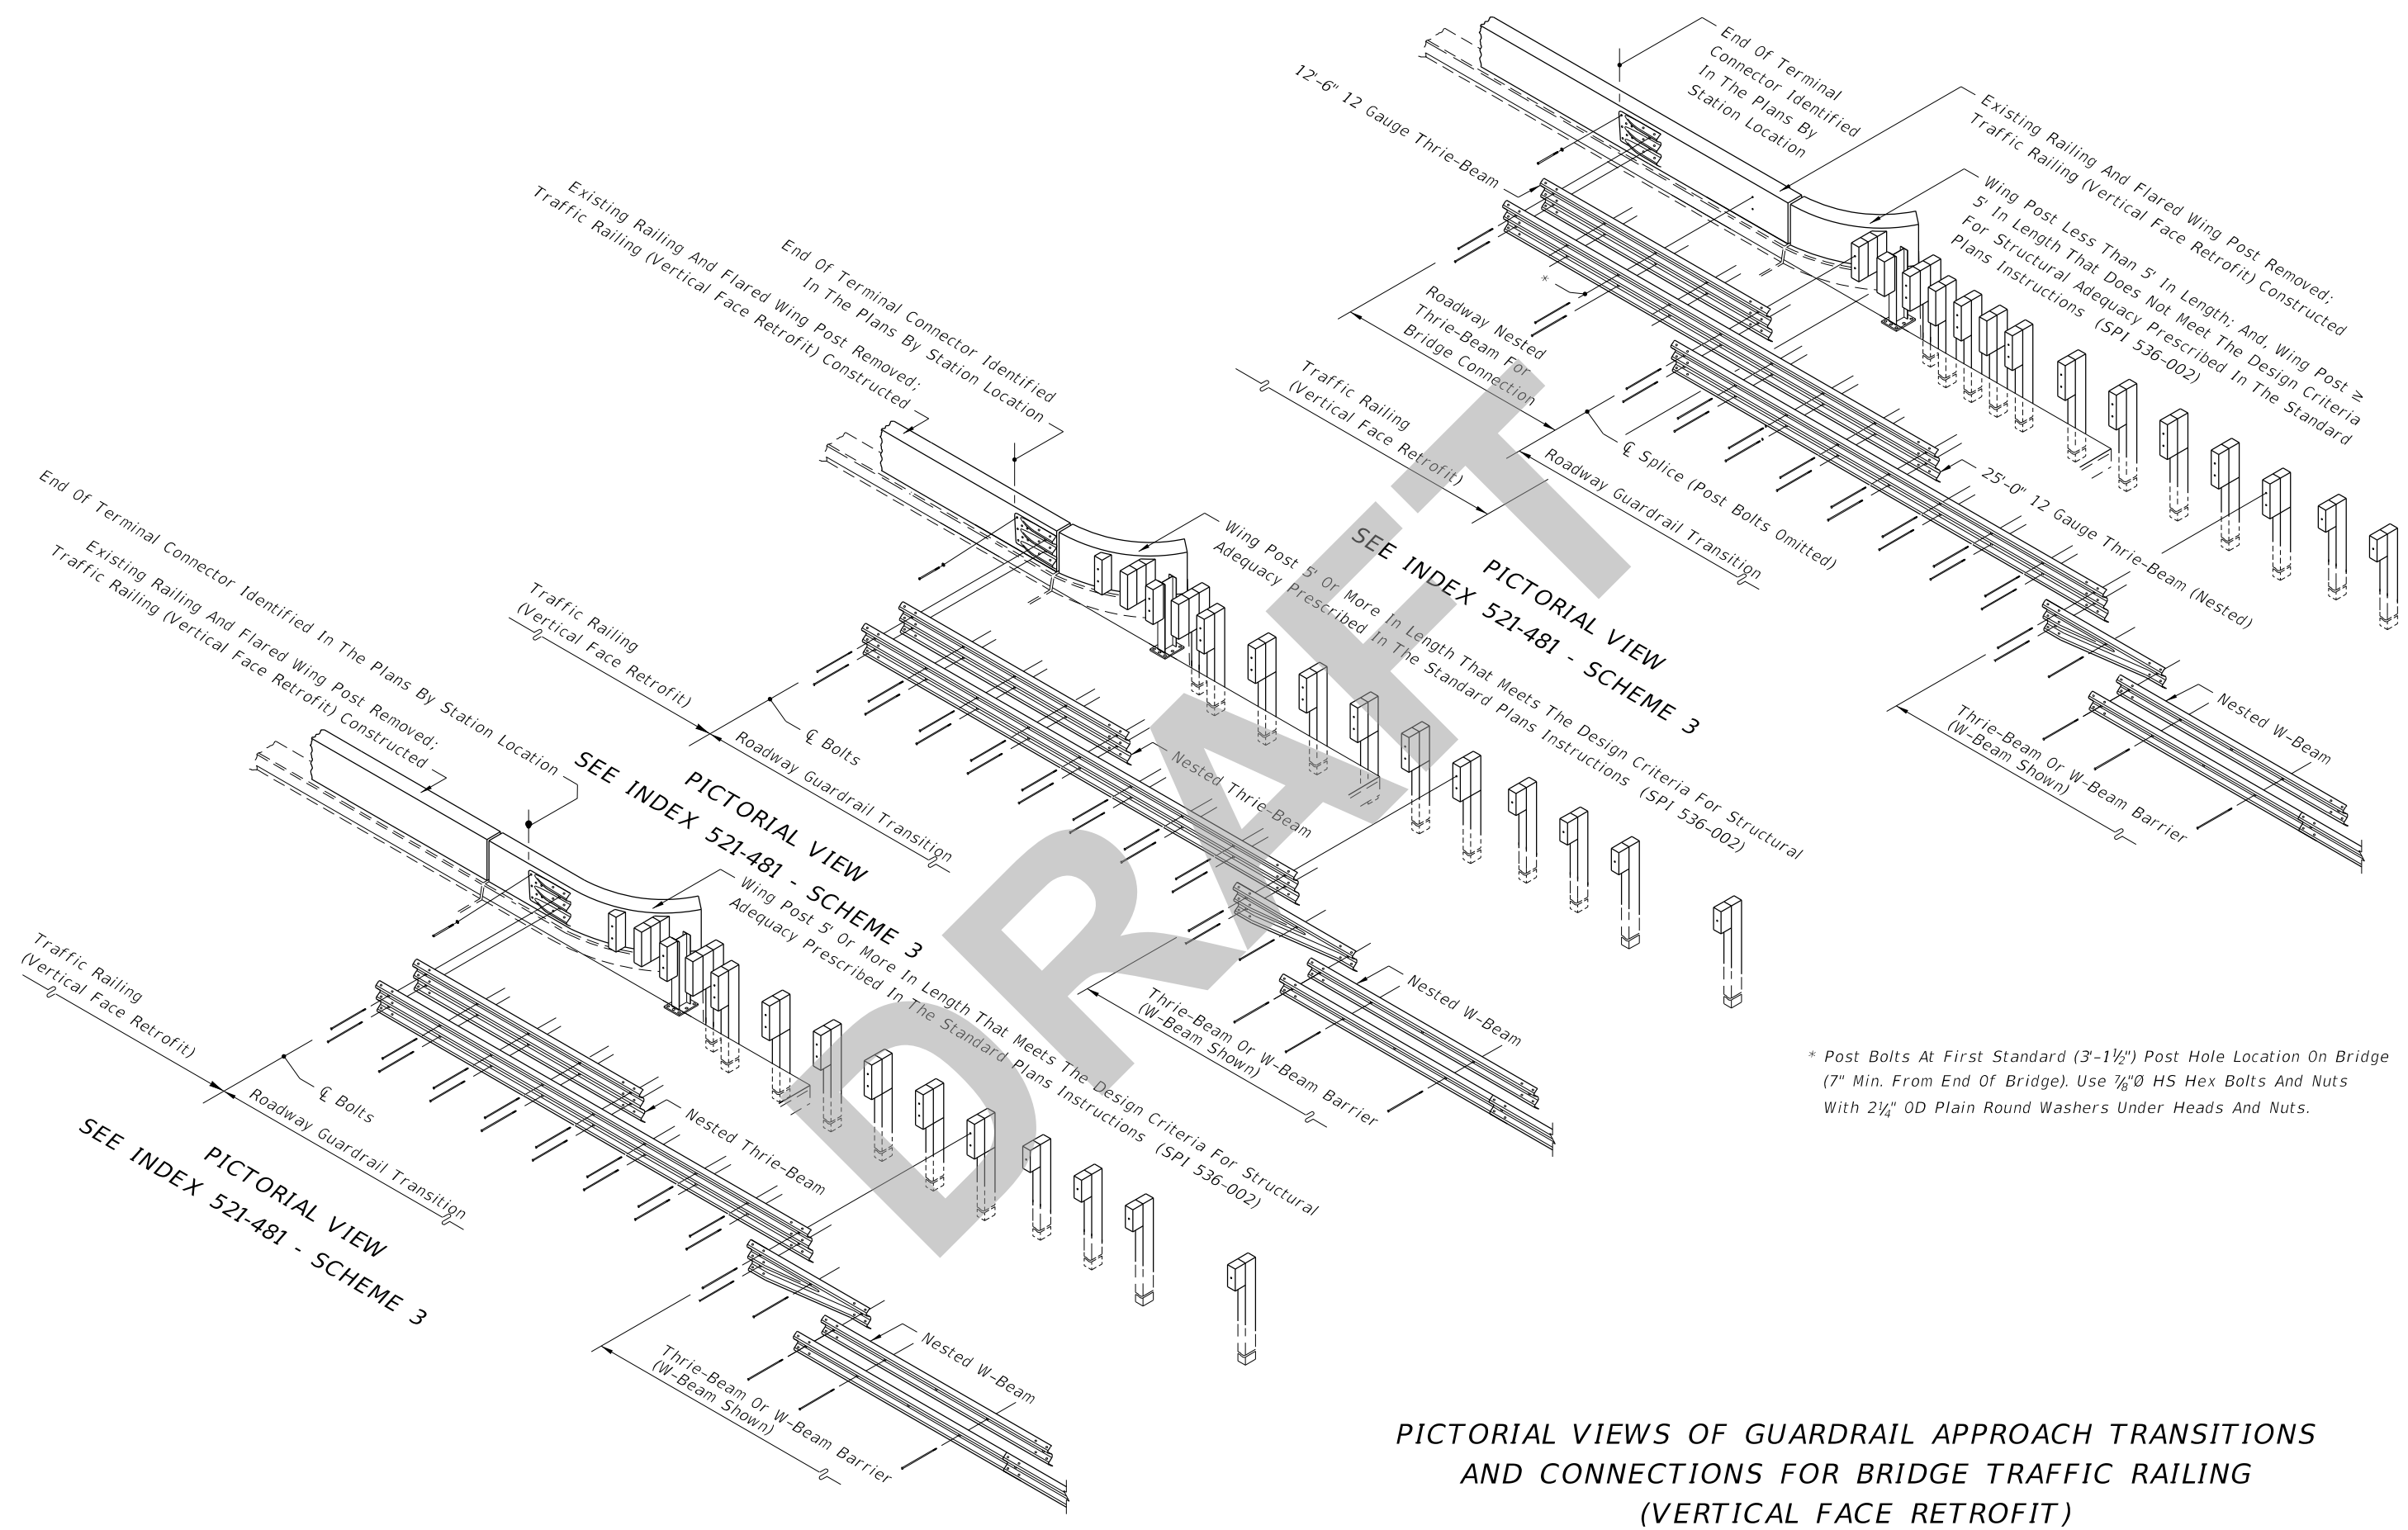 End Of Terminal
Connector Identified
In The Plans By
Station Location
12'-6" 12 Gauge Thrie-Beam
Existing Railing And Flared Wing Post Removed;
Traffic Railing (Vertical Face Retrofit) Constructed
Wing Post Less Than 5' In Length; And, Wing Post ≥
5' In Length That Does Not Meet The Design Criteria
For Structural Adequacy Prescribed In The Standard
Plans Instructions (SPI 536-002)
*
Roadway Nested
Thrie-Beam For
Bridge Connection
Traffic Railing
(Vertical Face Retrofit)
℄ Splice (Post Bolts Omitted)
Roadway Guardrail Transition
25'-0" 12 Gauge Thrie-Beam (Nested)
PICTORIAL VIEW
SEE INDEX 521-481 - SCHEME 3
Nested W-Beam
Thrie-Beam Or W-Beam Barrier
(W-Beam Shown)
Existing Railing And Flared Wing Post Removed;
Traffic Railing (Vertical Face Retrofit) Constructed
End Of Terminal Connector Identified
In The Plans By Station Location
Wing Post 5' Or More In Length That Meets The Design Criteria For Structural
Adequacy Prescribed In The Standard Plans Instructions (SPI 536-002)
Traffic Railing
(Vertical Face Retrofit)
℄ Bolts
Roadway Guardrail Transition
Nested Thrie-Beam
PICTORIAL VIEW
SEE INDEX 521-481 - SCHEME 3
Nested W-Beam
Thrie-Beam Or W-Beam Barrier
(W-Beam Shown)
End Of Terminal Connector Identified In The Plans By Station Location
Existing Railing And Flared Wing Post Removed;
Traffic Railing (Vertical Face Retrofit) Constructed
Wing Post 5' Or More In Length That Meets The Design Criteria For Structural
Adequacy Prescribed In The Standard Plans Instructions (SPI 536-002)
Traffic Railing
(Vertical Face Retrofit)
℄ Bolts
Roadway Guardrail Transition
Nested Thrie-Beam
PICTORIAL VIEW
SEE INDEX 521-481 - SCHEME 3
Nested W-Beam
Thrie-Beam Or W-Beam Barrier
(W-Beam Shown)
DRAFT
* Post Bolts At First Standard (3'-1½") Post Hole Location On Bridge
(7" Min. From End Of Bridge). Use ⅞"Ø HS Hex Bolts And Nuts
With 2¼" OD Plain Round Washers Under Heads And Nuts.
PICTORIAL VIEWS OF GUARDRAIL APPROACH TRANSITIONS
AND CONNECTIONS FOR BRIDGE TRAFFIC RAILING
(VERTICAL FACE RETROFIT)